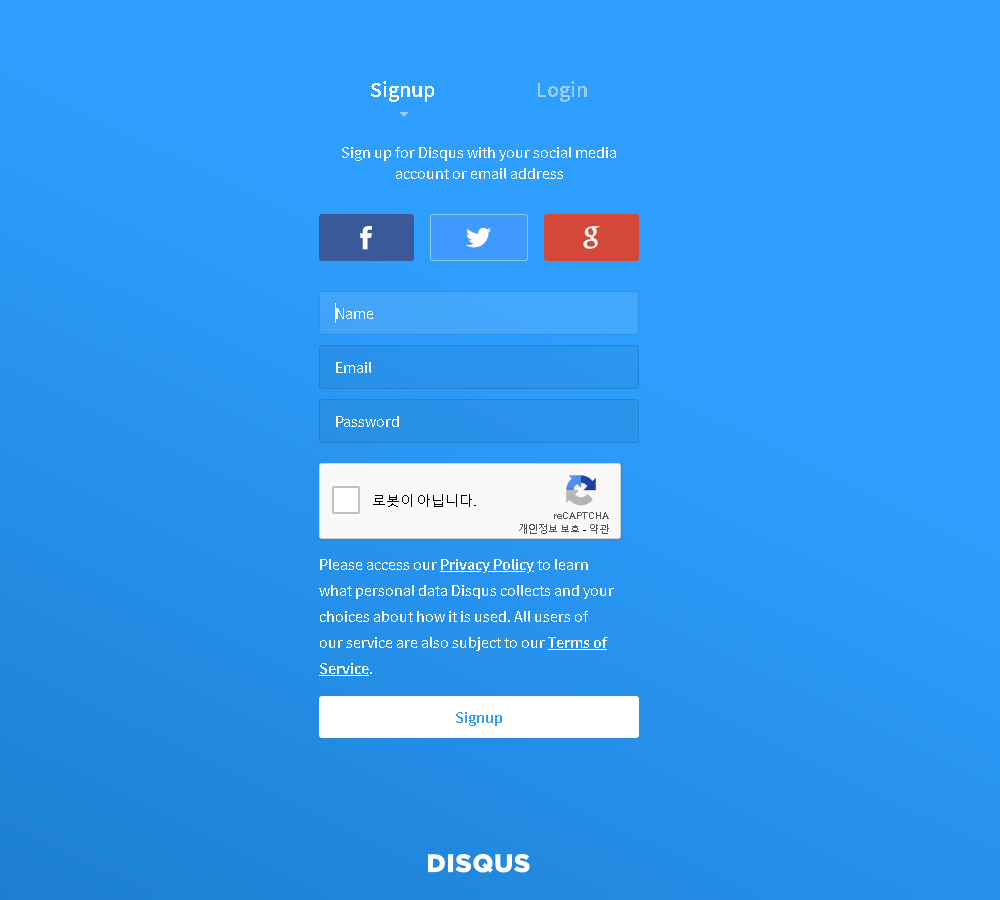 Signup
Login
Sign up for Disqus with your social media
account or email address
Name
Email
Password
로봇이 아닙니다.
reCAPTCHA
개인정보 보호 - 약관
Please access our Privacy Policy to learn
what personal data Disqus collects and your
choices about how it is used. All users of
our service are also subject to our Terms of
Service.
Signup
DISQUS